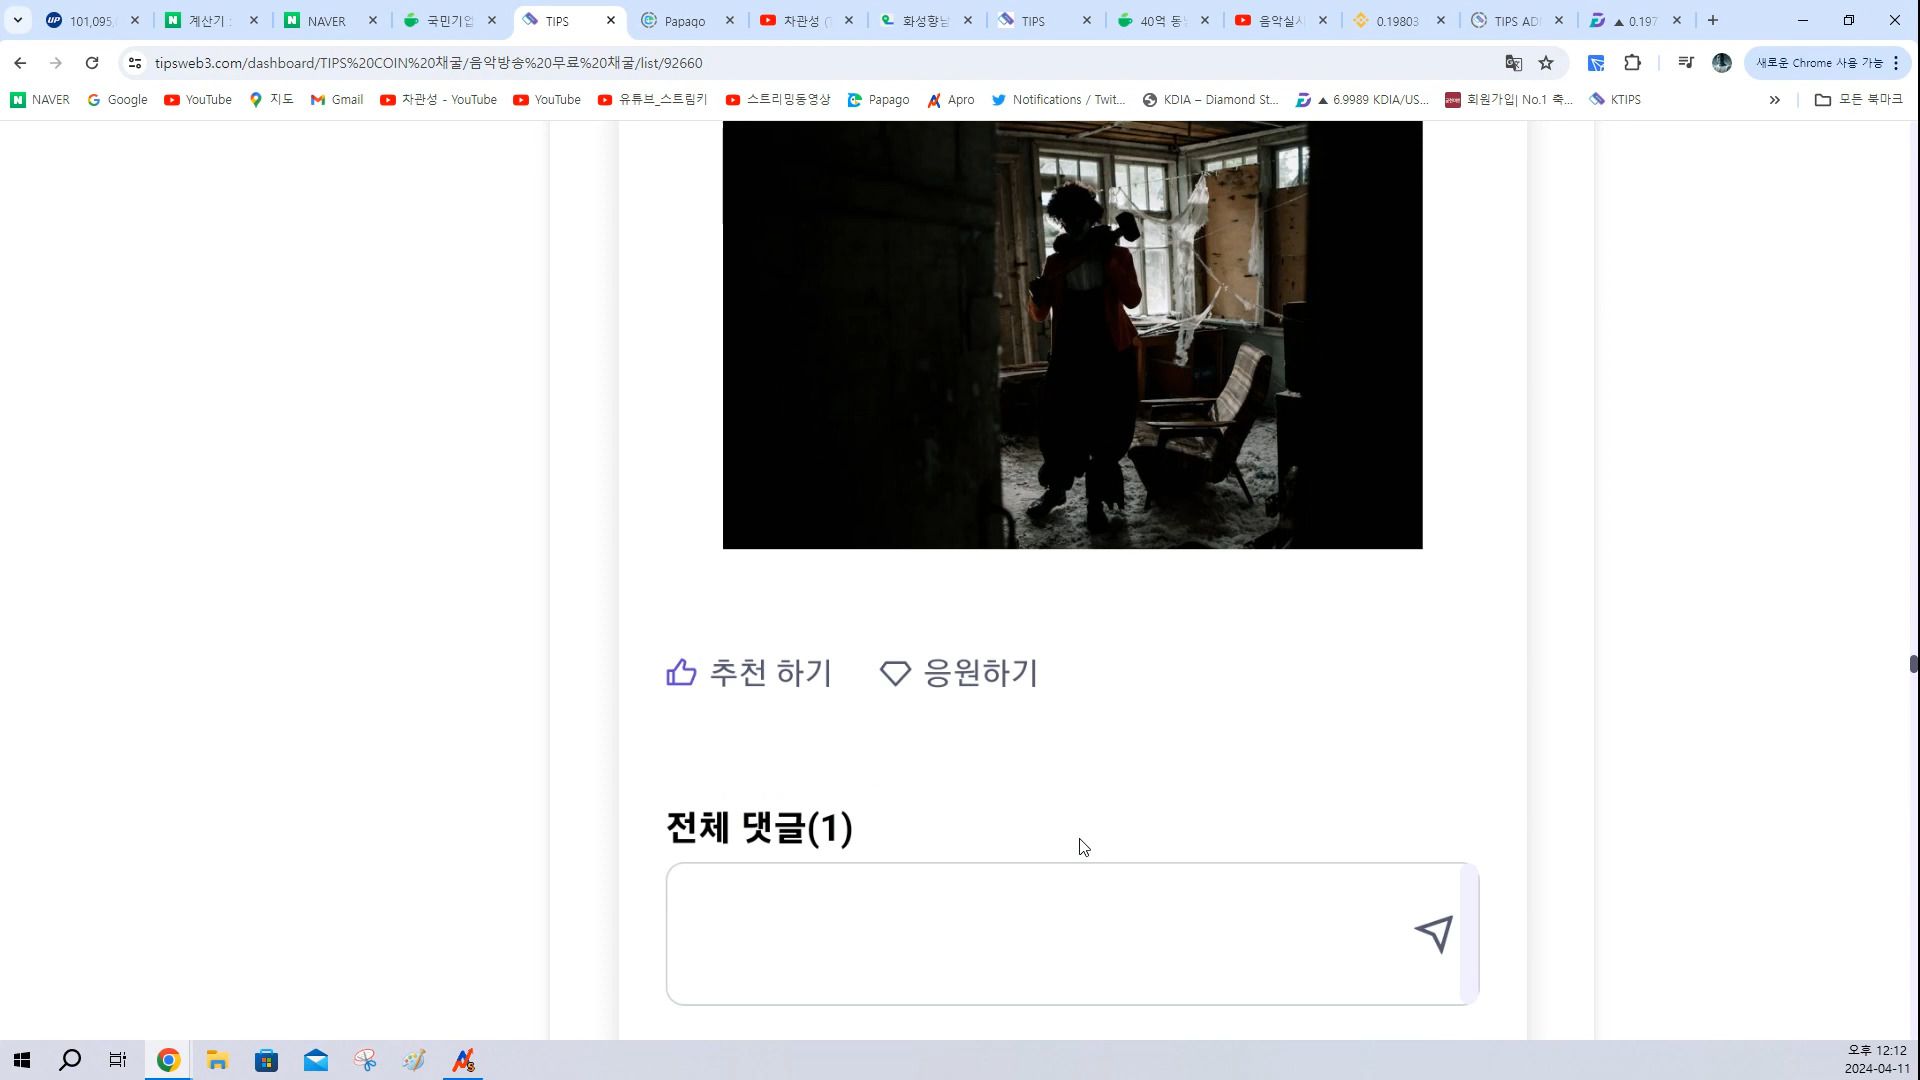 101,095,
계산기 :
NAVER
국민기업
TIPS
Papago
차관성 (
화성향남
TIPS
40억 동
음악실시
0.19803
TIPS ADI
▲ 0.197
tipsweb3.com/dashboard/TIPS%20COIN%20채굴/음악방송%20무료%20채굴/list/92660
새로운 Chrome 사용 가능
NAVER
Google
YouTube
지도
Gmail
차관성 - YouTube
YouTube
유튜브_스트림키
스트리밍동영상
Papago
Apro
Notifications / Twit...
KDIA – Diamond St...
▲ 6.9989 KDIA/US...
회원가입| No.1 축...
KTIPS
모든 북마크
추천 하기
응원하기
전체 댓글(1)
오후 12:12
2024-04-11